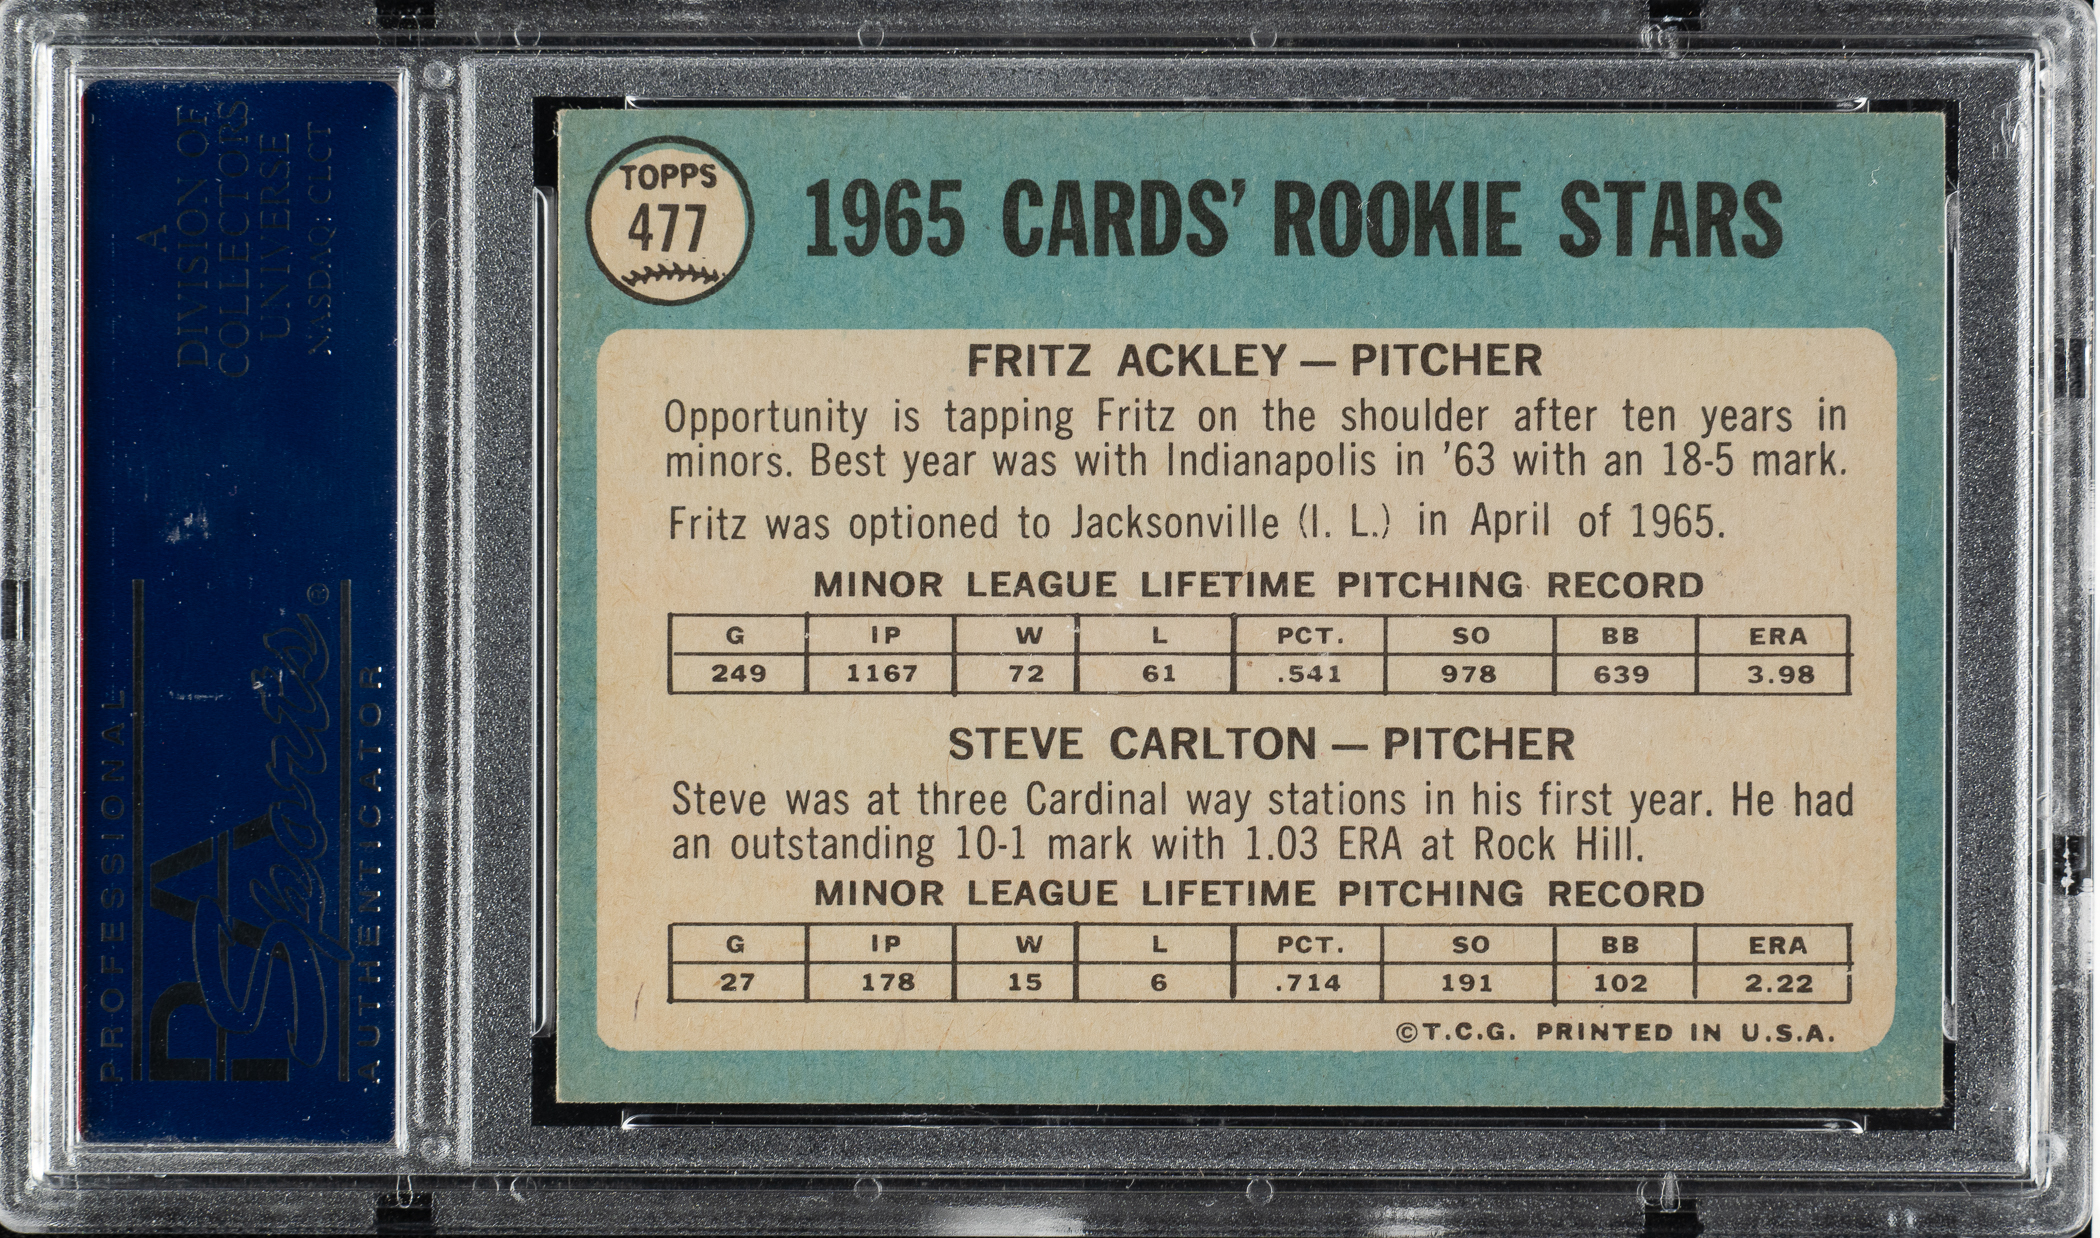 A
DIVISION OF
COLLECTORS
UNIVERSE
NASDAQ: CLCT
PROFESSIONAL
PSA
Sports®
AUTHENTICATOR
TOPPS
477
1965 CARDS' ROOKIE STARS
FRITZ ACKLEY — PITCHER
Opportunity is tapping Fritz on the shoulder after ten years in
minors. Best year was with Indianapolis in '63 with an 18-5 mark.
Fritz was optioned to Jacksonville (I. L.) in April of 1965.
MINOR LEAGUE LIFETIME PITCHING RECORD
G IP W L PCT. SO BB ERA
249 1167 72 61 .541 978 639 3.98
STEVE CARLTON — PITCHER
Steve was at three Cardinal way stations in his first year. He had
an outstanding 10-1 mark with 1.03 ERA at Rock Hill.
MINOR LEAGUE LIFETIME PITCHING RECORD
G IP W L PCT. SO BB ERA
27 178 15 6 .714 191 102 2.22
©T.C.G. PRINTED IN U.S.A.